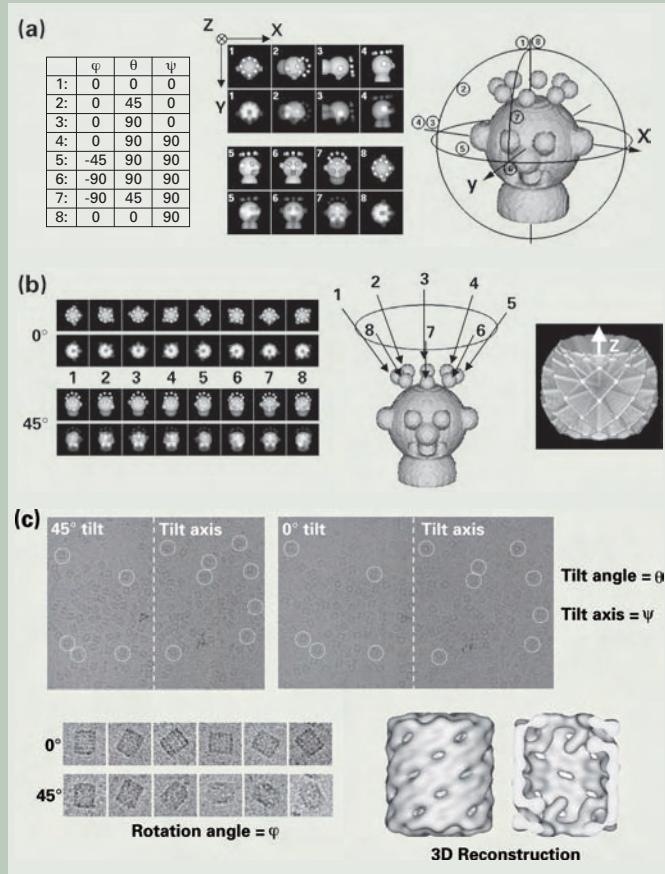 (a)
Z
X
Y
φ θ ψ
1: 0 0 0
2: 0 45 0
3: 0 90 0
4: 0 90 90
5: -45 90 90
6: -90 90 90
7: -90 45 90
8: 0 0 90
1 2 3 4
1 2 3 4
5 6 7 8
5 6 7 8
1 8
2
7
4 3
5
6
X
y
(b)
0°
1 2 3 4 5 6 7 8
45°
1 2 3 4 5
8 7 6
Z
(c)
45° tilt Tilt axis
0° tilt Tilt axis
Tilt angle = θ
Tilt axis = ψ
0°
45°
Rotation angle = φ
3D Reconstruction